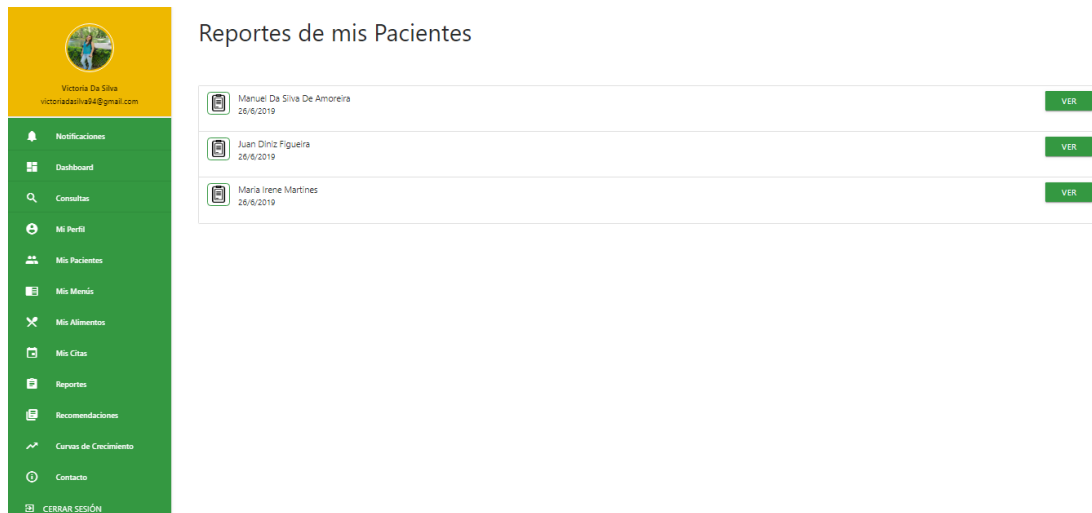 Victoria Da Silva
victoriadasilva94@gmail.com
Notificaciones
Dashboard
Consultas
Mi Perfil
Mis Pacientes
Mis Menús
Mis Alimentos
Mis Citas
Reportes
Recomendaciones
Curvas de Crecimiento
Contacto
CERRAR SESIÓN
Reportes de mis Pacientes
Manuel Da Silva De Amoreira
26/6/2019
VER
Juan Diniz Figueira
26/6/2019
VER
Maria Irene Martines
26/6/2019
VER